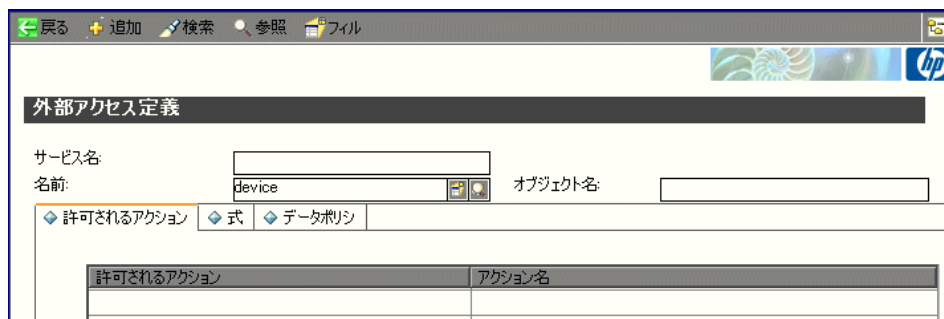 戻る 追加 検索 参照 フィル
hp
外部アクセス定義
サービス名:
名前: device オブジェクト名:
許可されるアクション 式 データポリシ
許可されるアクション アクション名